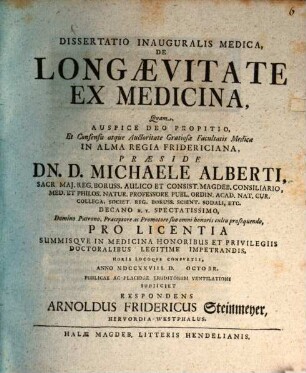 6
DISSERTATIO INAUGURALIS MEDICA,
DE
LONGÆVITATE
EX MEDICINA,
Quam,
AUSPICE DEO PROPITIO,
Et Consensu atque Auctoritate Gratiosæ Facultatis Medicæ
IN ALMA REGIA FRIDERICIANA,
PRÆSIDE
DN. D. MICHAELE ALBERTI,
SACR. MAJ. REG. BORUSS. AULICO ET CONSIST. MAGDEB. CONSILIARIO,
MED. ET PHILOS. NATUR. PROFESSORE PUBL. ORDIN. ACAD. NAT. CUR.
COLLEGA, SOCIET. REG. BORUSS. SCIENT. SODALI, ETC.
DECANO h. t. SPECTATISSIMO,
Domino Patrono, Præceptore ac Promotore suo omni honoris cultu prosequendo,
PRO LICENTIA
SUMMISQUE IN MEDICINA HONORIBUS ET PRIVILEGIIS
DOCTORALIBUS LEGITIME IMPETRANDIS,
HORIS LOCOQUE CONSUETIS,
ANNO MDCCXXVIII. D. OCTOBR.
PUBLICÆ AC PLACIDÆ ERUDITORUM VENTILATIONI
SUBJICIET
RESPONDENS
ARNOLDUS FRIDERICUS Steinmeyer,
HERVORDIA-WESTPHALUS.
HALÆ MAGDEB. LITTERIS HENDELIANIS.